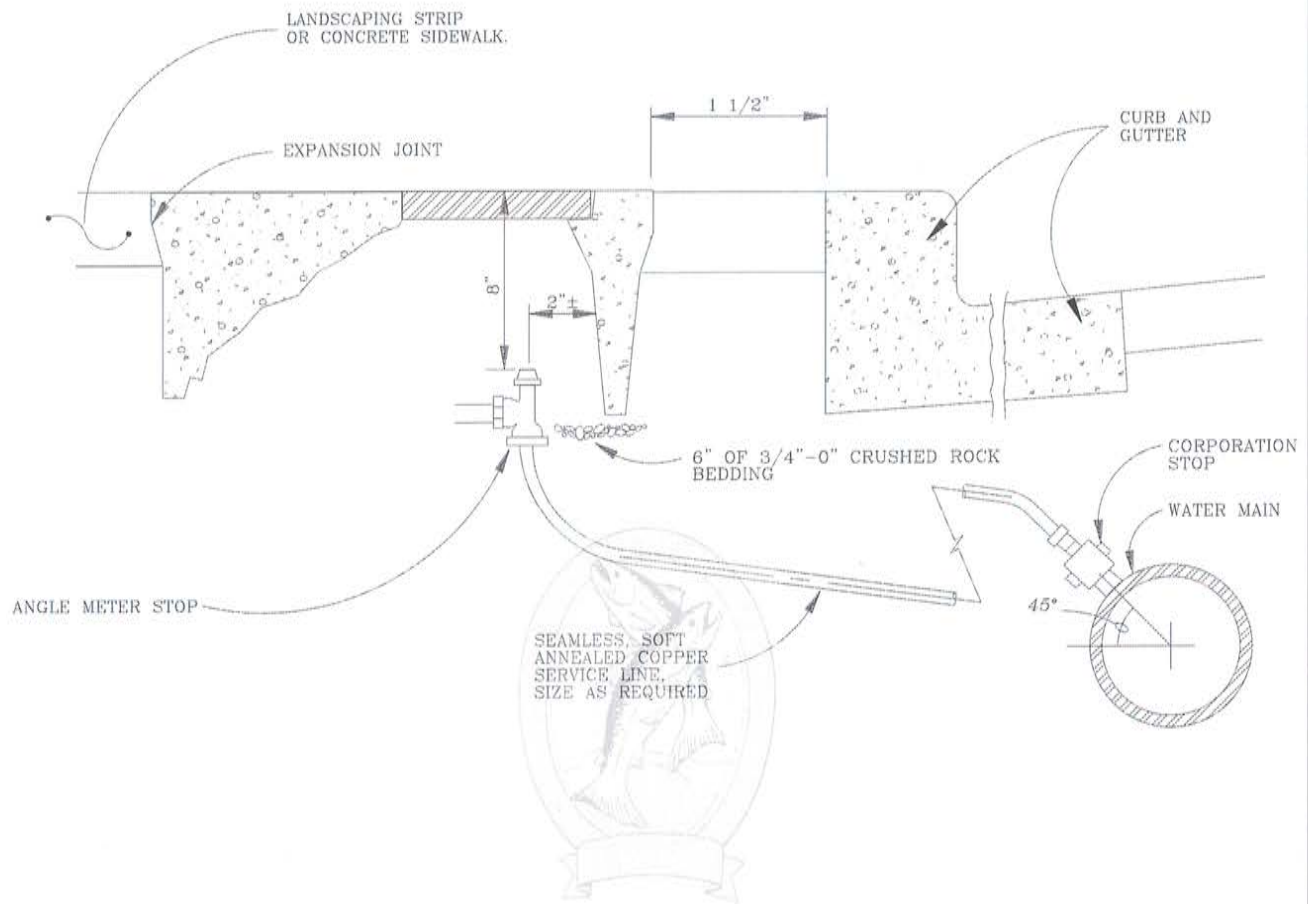 LANDSCAPING STRIP
OR CONCRETE SIDEWALK.
1 1/2"
CURB AND
GUTTER
EXPANSION JOINT
8"
2"±
6" OF 3/4"-0" CRUSHED ROCK
BEDDING
CORPORATION
STOP
WATER MAIN
45°
ANGLE METER STOP
SEAMLESS, SOFT
ANNEALED COPPER
SERVICE LINE,
SIZE AS REQUIRED